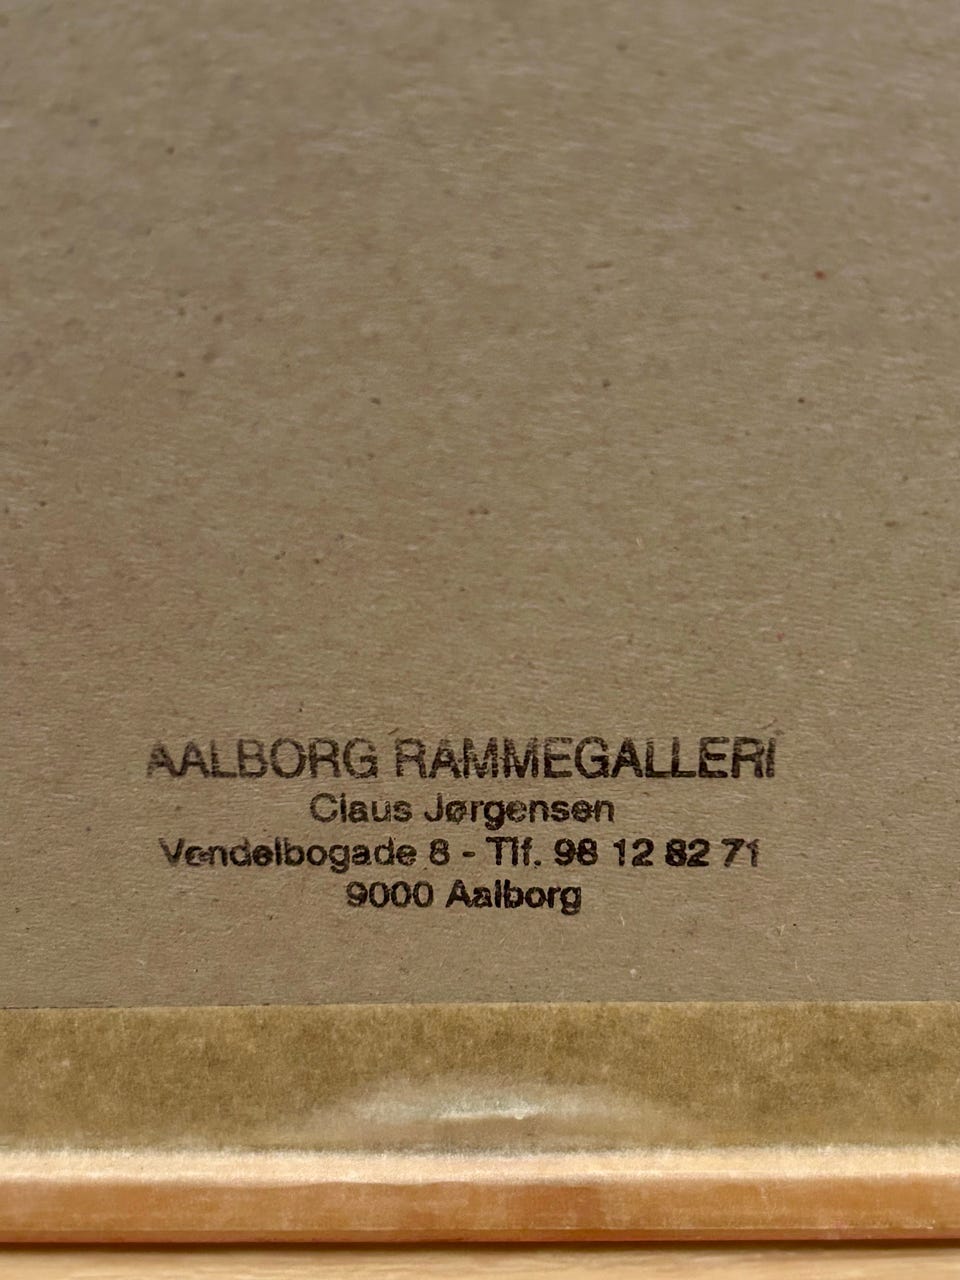 AALBORG RAMMEGALLERI
Claus Jørgensen
Vendelbogade 8 - Tlf. 98 12 82 71
9000 Aalborg